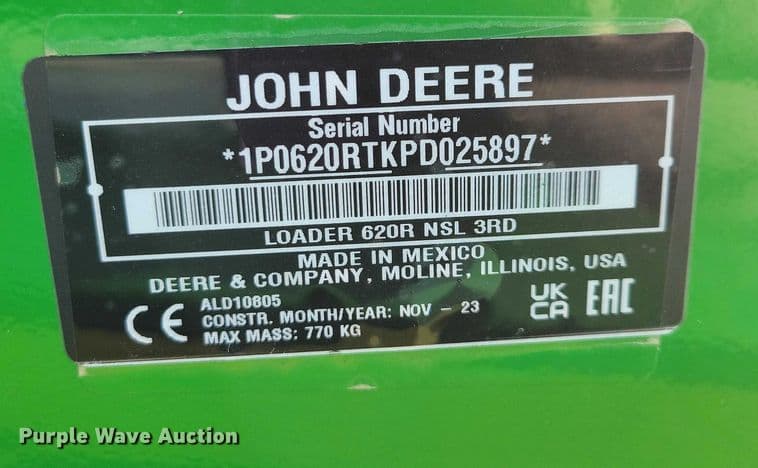 JOHN DEERE
Serial Number
*1P0620RTKPD025897*
LOADER 620R NSL 3RD
MADE IN MEXICO
DEERE & COMPANY, MOLINE, ILLINOIS, USA
CE
ALD10805
CONSTR. MONTH/YEAR: NOV - 23
MAX MASS: 770 KG
UK
CA
EAC
Purple Wave Auction